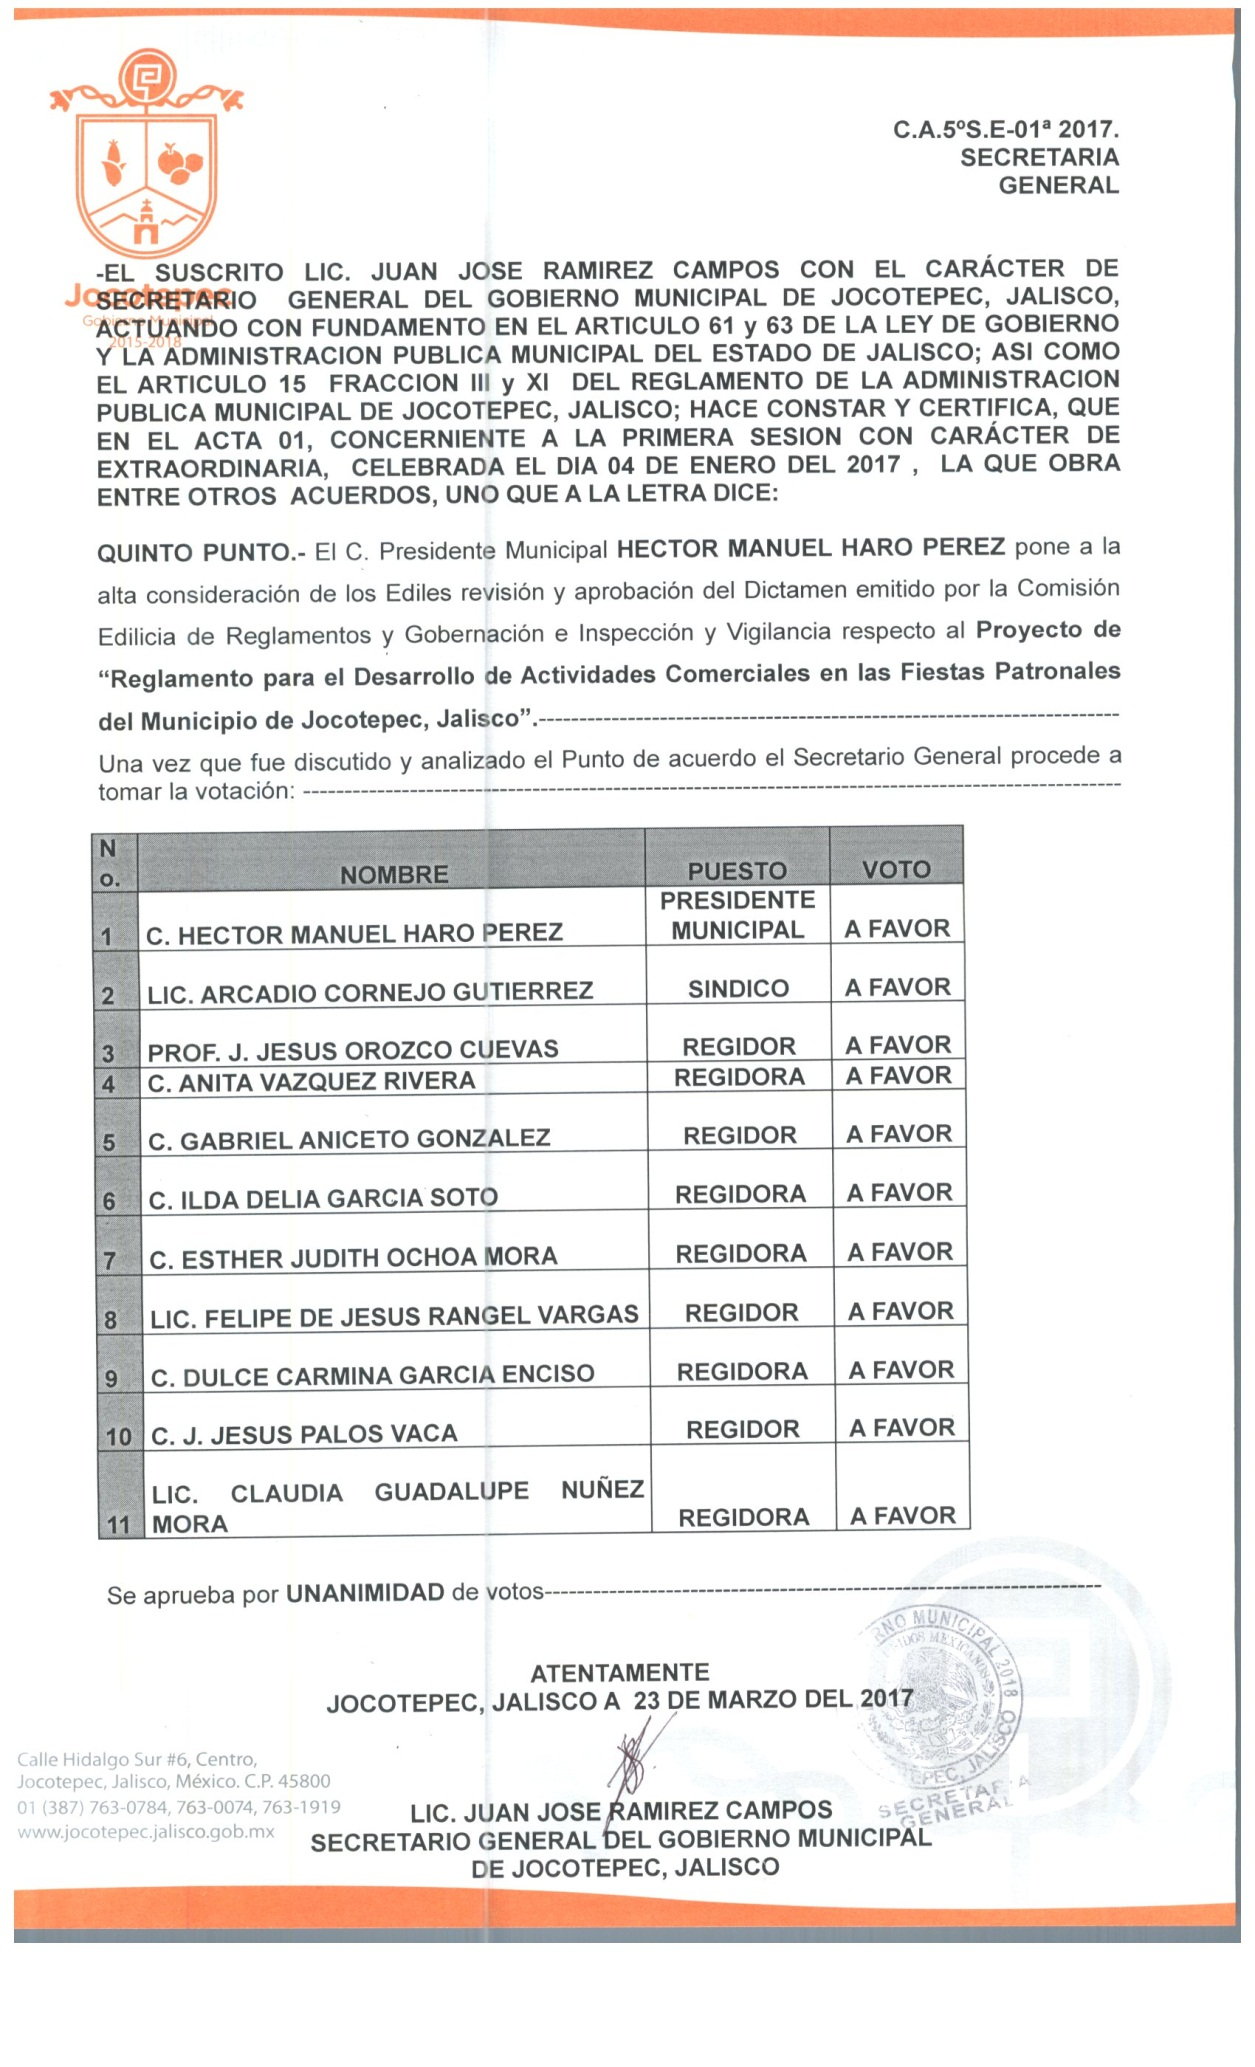 C.A.5ºS.E-01ª 2017.
SECRETARIA
GENERAL
Jocotepec
Gobierno Municipal
2015-2018
-EL SUSCRITO LIC. JUAN JOSE RAMIREZ CAMPOS CON EL CARÁCTER DE
SECRETARIO GENERAL DEL GOBIERNO MUNICIPAL DE JOCOTEPEC, JALISCO,
ACTUANDO CON FUNDAMENTO EN EL ARTICULO 61 y 63 DE LA LEY DE GOBIERNO
Y LA ADMINISTRACION PUBLICA MUNICIPAL DEL ESTADO DE JALISCO; ASI COMO
EL ARTICULO 15 FRACCION III y XI DEL REGLAMENTO DE LA ADMINISTRACION
PUBLICA MUNICIPAL DE JOCOTEPEC, JALISCO; HACE CONSTAR Y CERTIFICA, QUE
EN EL ACTA 01, CONCERNIENTE A LA PRIMERA SESION CON CARÁCTER DE
EXTRAORDINARIA, CELEBRADA EL DIA 04 DE ENERO DEL 2017 , LA QUE OBRA
ENTRE OTROS ACUERDOS, UNO QUE A LA LETRA DICE:
QUINTO PUNTO.- El C. Presidente Municipal HECTOR MANUEL HARO PEREZ pone a la
alta consideración de los Ediles revisión y aprobación del Dictamen emitido por la Comisión
Edilicia de Reglamentos y Gobernación e Inspección y Vigilancia respecto al Proyecto de
“Reglamento para el Desarrollo de Actividades Comerciales en las Fiestas Patronales
del Municipio de Jocotepec, Jalisco”.------------------------------------------------------------------------
Una vez que fue discutido y analizado el Punto de acuerdo el Secretario General procede a
tomar la votación: ------------------------------------------------------------------------------------------------------
No. NOMBRE PUESTO VOTO
1 C. HECTOR MANUEL HARO PEREZ PRESIDENTE MUNICIPAL A FAVOR
2 LIC. ARCADIO CORNEJO GUTIERREZ SINDICO A FAVOR
3 PROF. J. JESUS OROZCO CUEVAS REGIDOR A FAVOR
4 C. ANITA VAZQUEZ RIVERA REGIDORA A FAVOR
5 C. GABRIEL ANICETO GONZALEZ REGIDOR A FAVOR
6 C. ILDA DELIA GARCIA SOTO REGIDORA A FAVOR
7 C. ESTHER JUDITH OCHOA MORA REGIDORA A FAVOR
8 LIC. FELIPE DE JESUS RANGEL VARGAS REGIDOR A FAVOR
9 C. DULCE CARMINA GARCIA ENCISO REGIDORA A FAVOR
10 C. J. JESUS PALOS VACA REGIDOR A FAVOR
11 LIC. CLAUDIA GUADALUPE NUÑEZ MORA REGIDORA A FAVOR
Se aprueba por UNANIMIDAD de votos---------------------------------------------------------------------
ATENTAMENTE
JOCOTEPEC, JALISCO A 23 DE MARZO DEL 2017
MUNICIPAL 2018
MEXICANOS
JALISCO
SECRETARIA
GENERAL
Calle Hidalgo Sur #6, Centro,
Jocotepec, Jalisco, México. C.P. 45800
01 (387) 763-0784, 763-0074, 763-1919
www.jocotepec.jalisco.gob.mx
LIC. JUAN JOSE RAMIREZ CAMPOS
SECRETARIO GENERAL DEL GOBIERNO MUNICIPAL
DE JOCOTEPEC, JALISCO